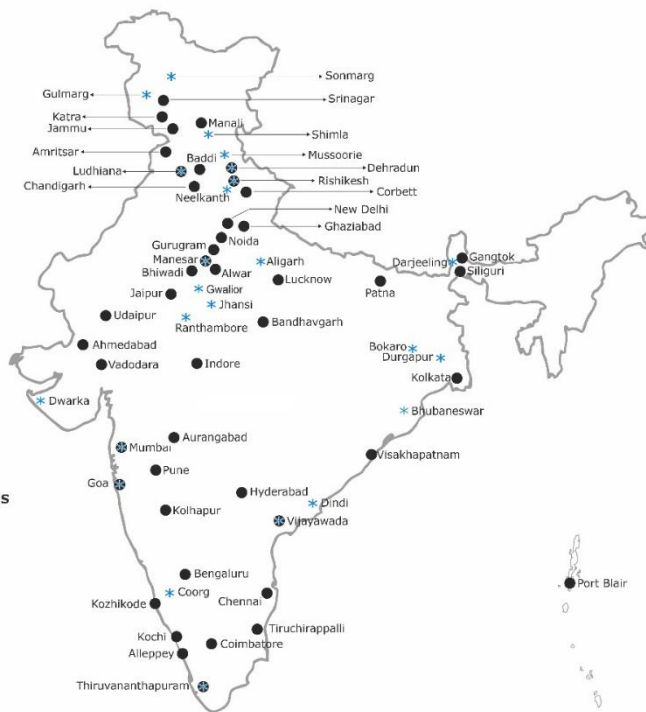 Sonmarg
Gulmarg
Srinagar
Katra
Manali
Jammu
Shimla
Amritsar
Mussoorie
Baddi
Ludhiana
Dehradun
Rishikesh
Chandigarh
Neelkanth
Corbett
New Delhi
Ghaziabad
Noida
Gurugram
Manesar
Aligarh
Darjeeling
Gangtok
Bhiwadi
Alwar
Siliguri
Lucknow
Gwalior
Patna
Jaipur
Jhansi
Udaipur
Ranthambore
Bandhavgarh
Ahmedabad
Bokaro
Durgapur
Vadodara
Indore
Kolkata
Dwarka
Bhubaneswar
Aurangabad
Mumbai
Visakhapatnam
Pune
Goa
Hyderabad
s
Dindi
Kolhapur
Vijayawada
Bengaluru
Port Blair
Coorg
Chennai
Kozhikode
Tiruchirappalli
Kochi
Coimbatore
Alleppey
Thiruvananthapuram